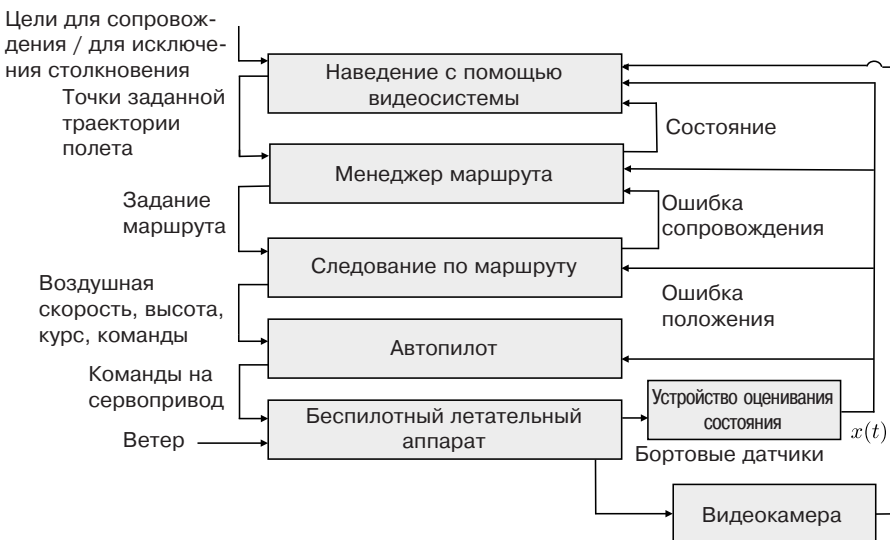 Цели для сопровож-
дения / для исключе-
ния столкновения
Наведение с помощью
видеосистемы
Точки заданной
траектории
полета
Состояние
Менеджер маршрута
Задание
маршрута
Ошибка
сопровождения
Следование по маршруту
Воздушная
скорость, высота,
курс, команды
Ошибка
положения
Автопилот
Команды на
сервопривод
Беспилотный летательный
аппарат
Устройство оценивания
состояния
x(t)
Ветер
Бортовые датчики
Видеокамера